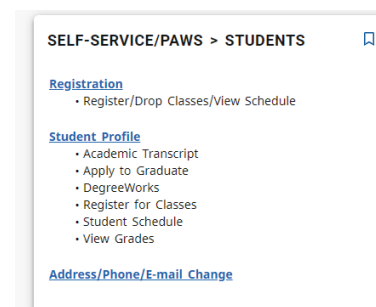 SELF-SERVICE/PAWS > STUDENTS
Registration
• Register/Drop Classes/View Schedule
Student Profile
• Academic Transcript
• Apply to Graduate
• DegreeWorks
• Register for Classes
• Student Schedule
• View Grades
Address/Phone/E-mail Change